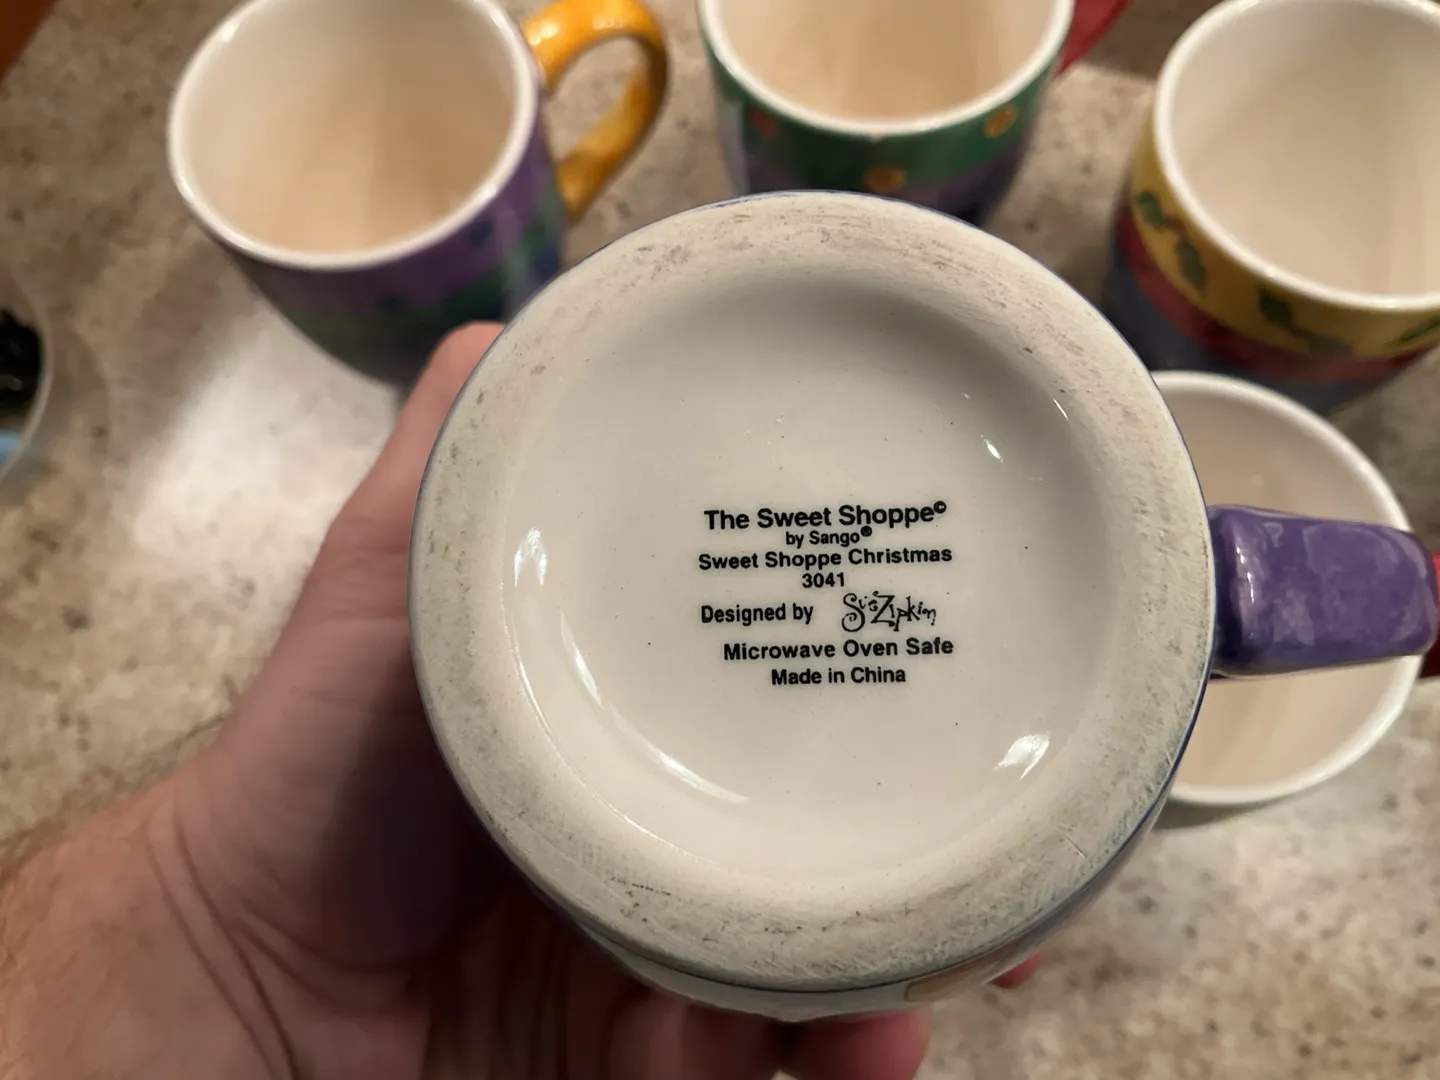 The Sweet Shoppe©
by Sango®
Sweet Shoppe Christmas
3041
Designed by Sue Zipkin
Microwave Oven Safe
Made in China